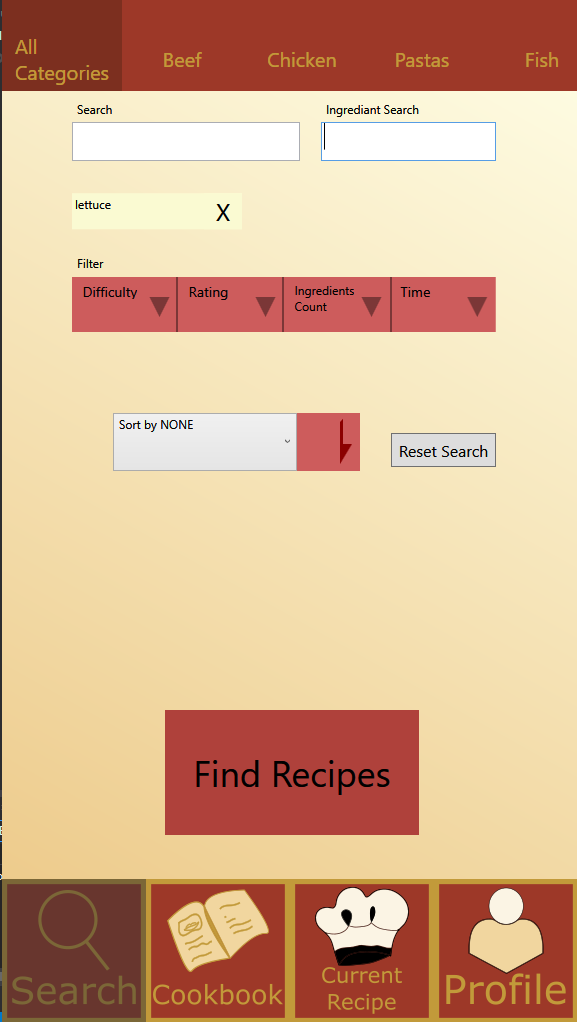 All
Categories
Beef
Chicken
Pastas
Fish
Search
Ingrediant Search
lettuce
X
Filter
Difficulty
Rating
Ingredients
Count
Time
Sort by NONE
Reset Search
Find Recipes
Search
Cookbook
Current
Recipe
Profile